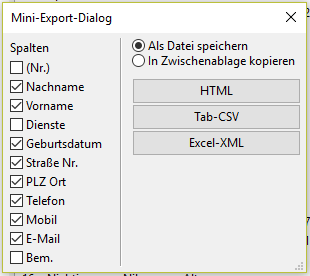 Mini-Export-Dialog
Spalten
(Nr.)
Nachname
Vorname
Dienste
Geburtsdatum
Straße Nr.
PLZ Ort
Telefon
Mobil
E-Mail
Bem.
Als Datei speichern
In Zwischenablage kopieren
HTML
Tab-CSV
Excel-XML